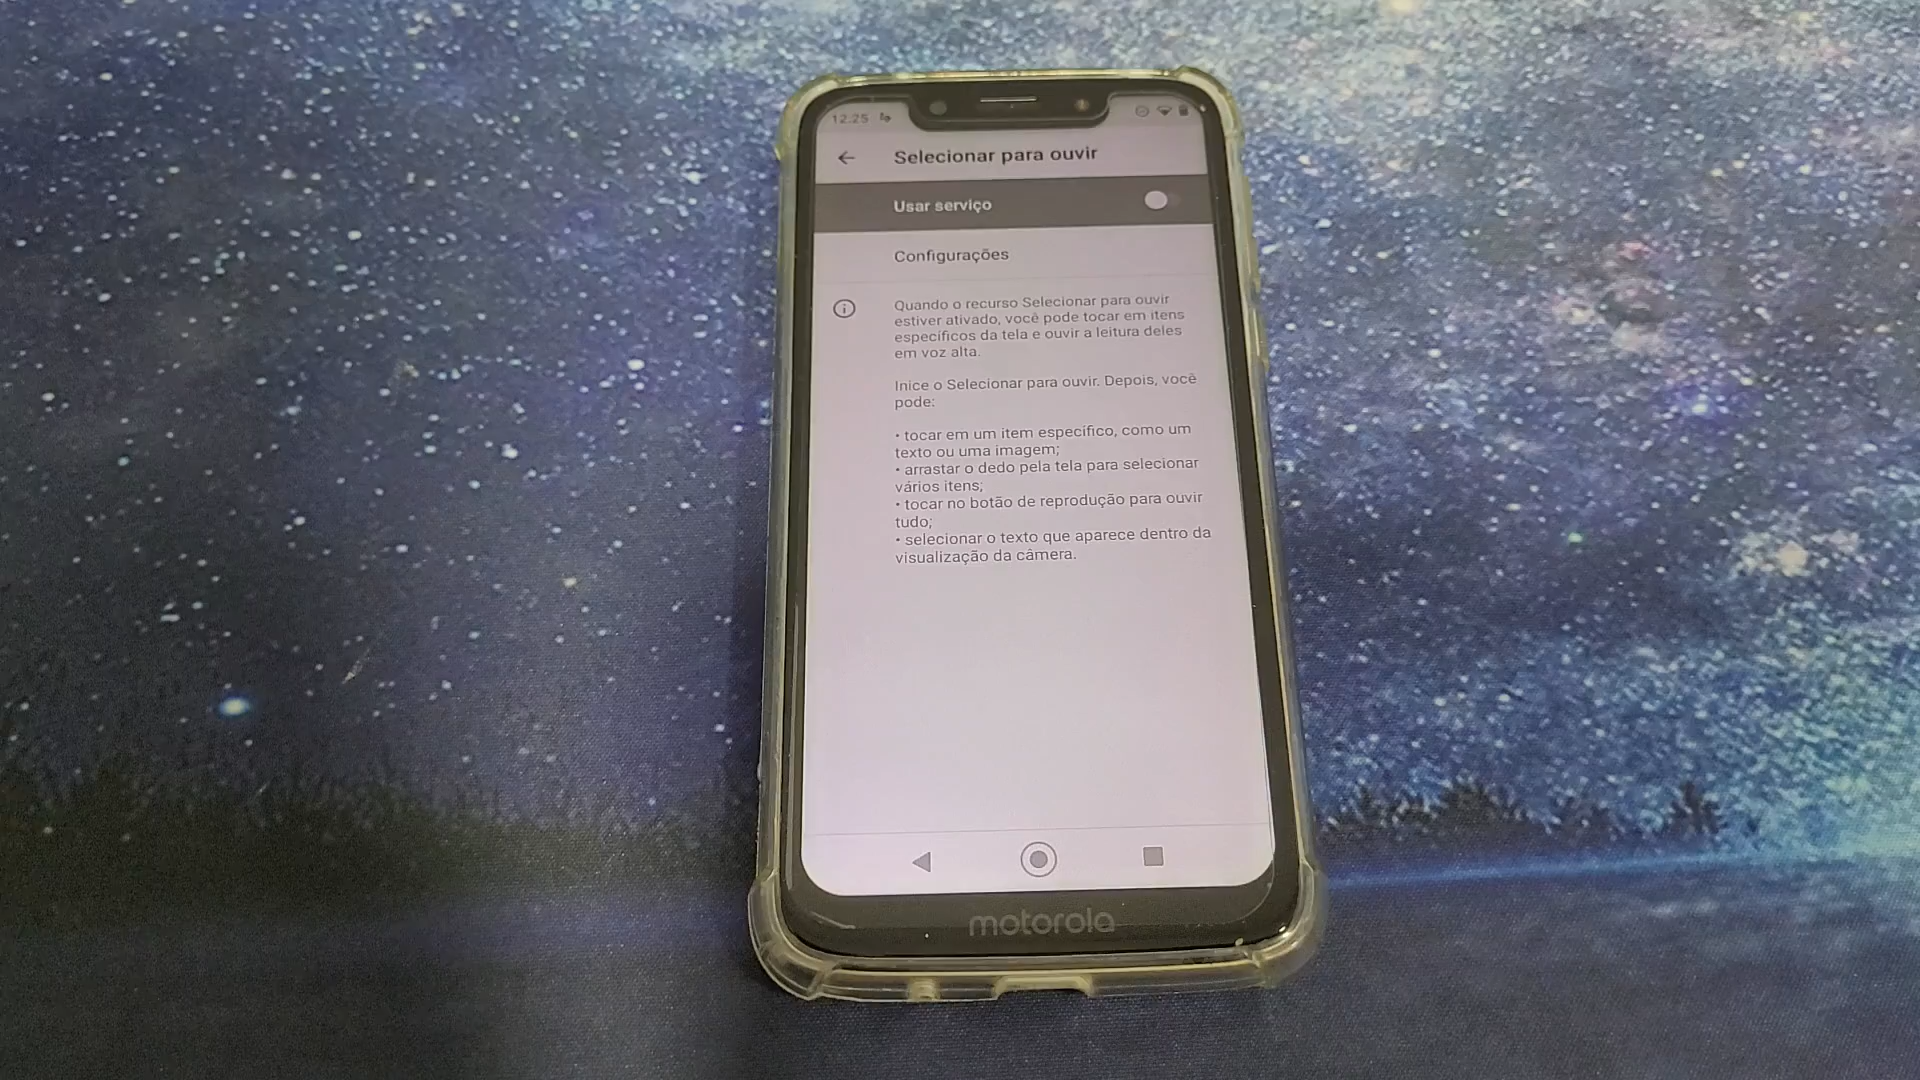 12:25
Selecionar para ouvir
Usar serviço
Configurações
Quando o recurso Selecionar para ouvir
estiver ativado, você pode tocar em itens
específicos da tela e ouvir a leitura deles
em voz alta.
Inice o Selecionar para ouvir. Depois, você
pode:
• tocar em um item específico, como um
texto ou uma imagem;
• arrastar o dedo pela tela para selecionar
vários itens;
• tocar no botão de reprodução para ouvir
tudo;
• selecionar o texto que aparece dentro da
visualização da câmera.
motorola